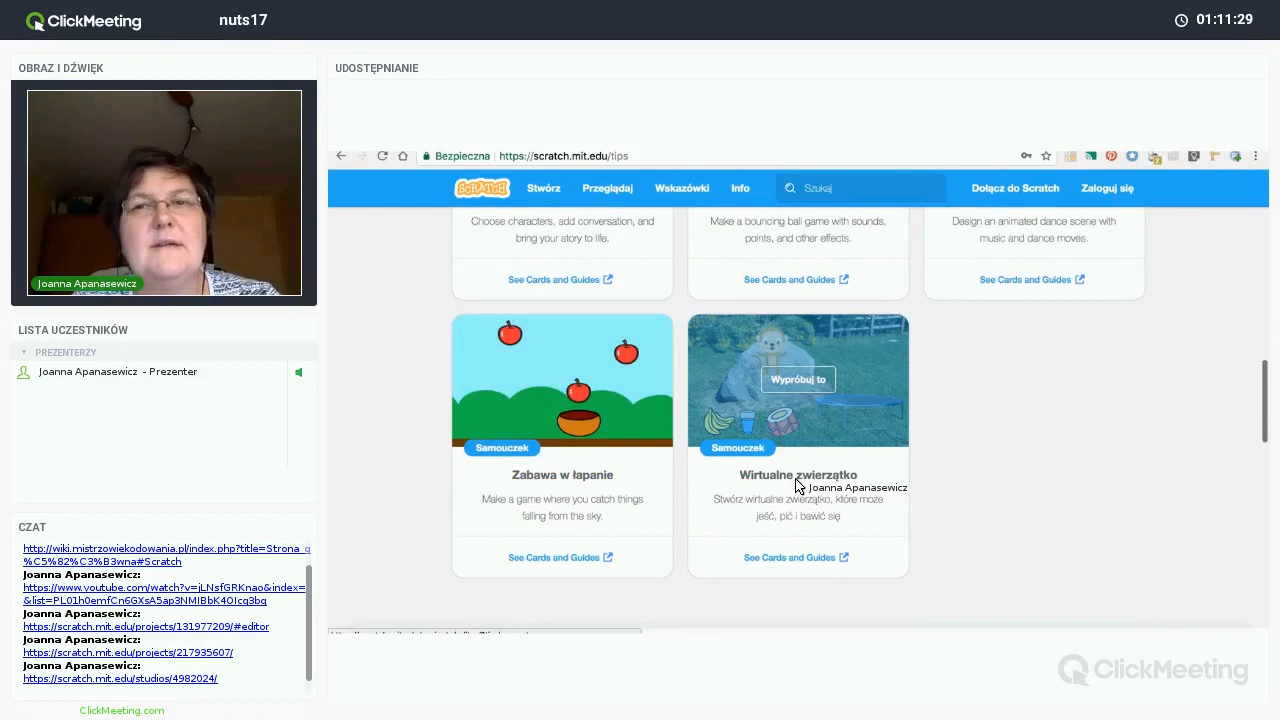 ClickMeeting
nuts17
01:11:29
OBRAZ I DŹWIĘK
Joanna Apanasewicz
LISTA UCZESTNIKÓW
PREZENTERZY
Joanna Apanasewicz - Prezenter
CZAT
http://wiki.mistrzowiekodowania.pl/index.php?title=Strona_g
%C5%82%C3%B3wna#Scratch
Joanna Apanasewicz:
https://www.youtube.com/watch?v=jLNsfGRKnao&index=
&list=PL01h0emfCn6GXsA5ap3NMIBbK4OIcq3bq
Joanna Apanasewicz:
https://scratch.mit.edu/projects/131977209/#editor
Joanna Apanasewicz:
https://scratch.mit.edu/projects/217935607/
Joanna Apanasewicz:
https://scratch.mit.edu/studios/4982024/
ClickMeeting.com
UDOSTĘPNIANIE
Bezpieczna https://scratch.mit.edu/tips
SCRATCH Stwórz Przeglądaj Wskazówki Info Szukaj Dołącz do Scratch Zaloguj się
Choose characters, add conversation, and
bring your story to life.
See Cards and Guides
Make a bouncing ball game with sounds,
points, and other effects.
See Cards and Guides
Design an animated dance scene with
music and dance moves.
See Cards and Guides
Samouczek
Zabawa w łapanie
Make a game where you catch things
falling from the sky.
See Cards and Guides
Wypróbuj to
Samouczek
Wirtualne zwierzątko
Joanna Apanasewicz
Stwórz wirtualne zwierzątko, które może
jeść, pić i bawić się
See Cards and Guides
ClickMeeting